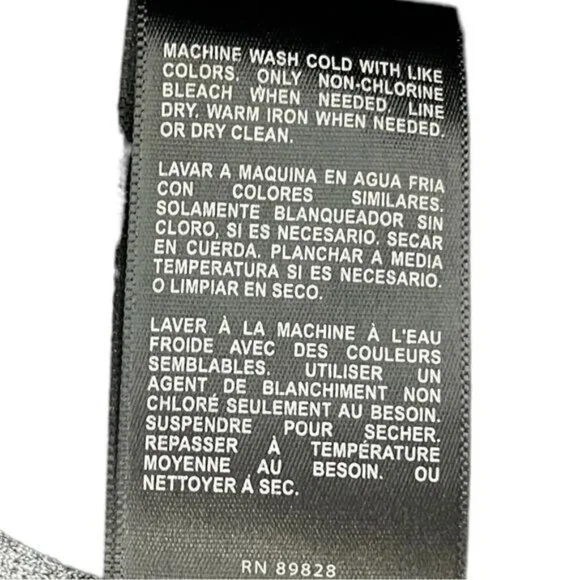 MACHINE WASH COLD WITH LIKE
COLORS. ONLY NON-CHLORINE
BLEACH WHEN NEEDED. LINE
DRY. WARM IRON WHEN NEEDED.
OR DRY CLEAN.
LAVAR A MAQUINA EN AGUA FRIA
CON COLORES SIMILARES.
SOLAMENTE BLANQUEADOR SIN
CLORO, SI ES NECESARIO. SECAR
EN CUERDA. PLANCHAR A MEDIA
TEMPERATURA SI ES NECESARIO.
O LIMPIAR EN SECO.
LAVER À LA MACHINE À L'EAU
FROIDE AVEC DES COULEURS
SEMBLABLES. UTILISER UN
AGENT DE BLANCHIMENT NON
CHLORÉ SEULEMENT AU BESOIN.
SUSPENDRE POUR SECHER.
REPASSER À TEMPÉRATURE
MOYENNE AU BESOIN. OU
NETTOYER À SEC.
RN 89828